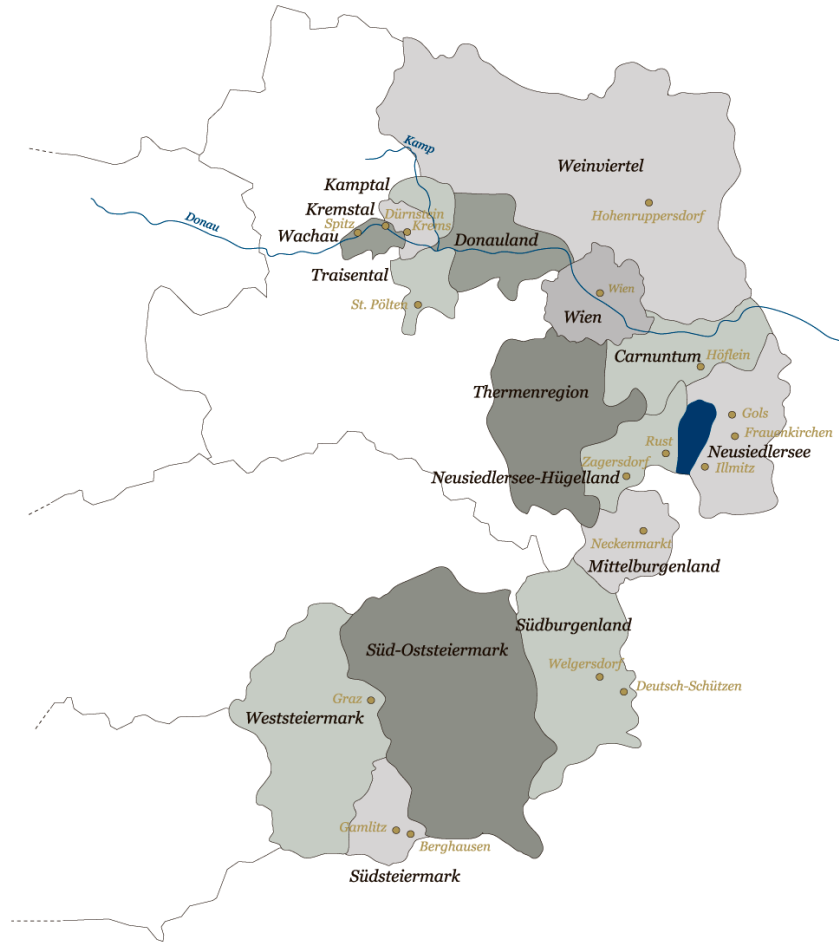 Kamp
Weinviertel
Kamptal
Hohenruppersdorf
Kremstal
Dürnstein
Donau
Spitz
Krems
Wachau
Donauland
Traisental
Wien
St. Pölten
Wien
Carnuntum
Höflein
Thermenregion
Gols
Frauenkirchen
Rust
Neusiedlersee
Zagersdorf
Illmitz
Neusiedlersee-Hügelland
Neckenmarkt
Mittelburgenland
Südburgenland
Süd-Oststeiermark
Welgersdorf
Deutsch-Schützen
Graz
Weststeiermark
Gamlitz
Berghausen
Südsteiermark